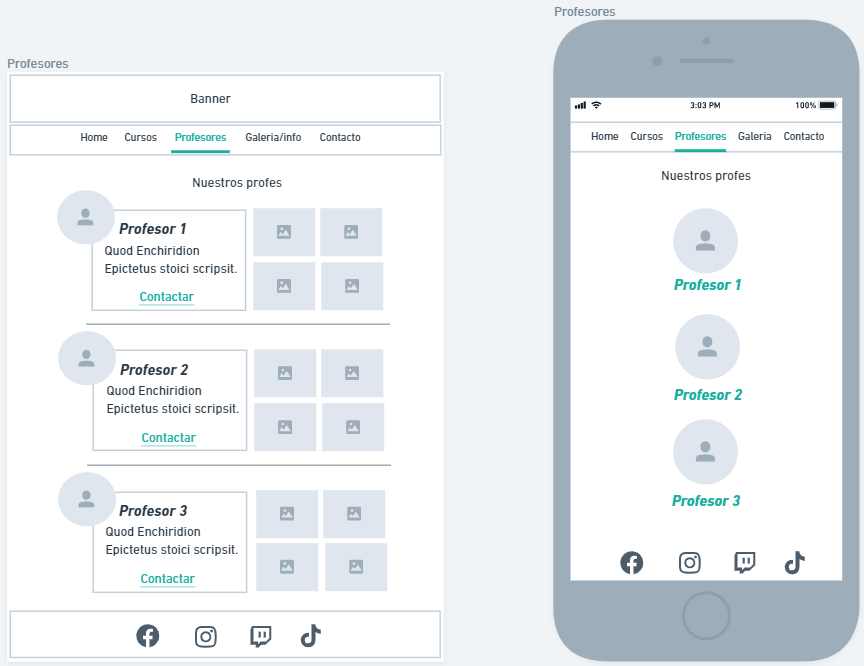 Profesores
Banner
Home Cursos Profesores Galeria/info Contacto
Nuestros profes
Profesor 1
Quod Enchiridion
Epictetus stoici scripsit.
Contactar
Profesor 2
Quod Enchiridion
Epictetus stoici scripsit.
Contactar
Profesor 3
Quod Enchiridion
Epictetus stoici scripsit.
Contactar
Profesores
3:03 PM 100%
Home Cursos Profesores Galeria Contacto
Nuestros profes
Profesor 1
Profesor 2
Profesor 3